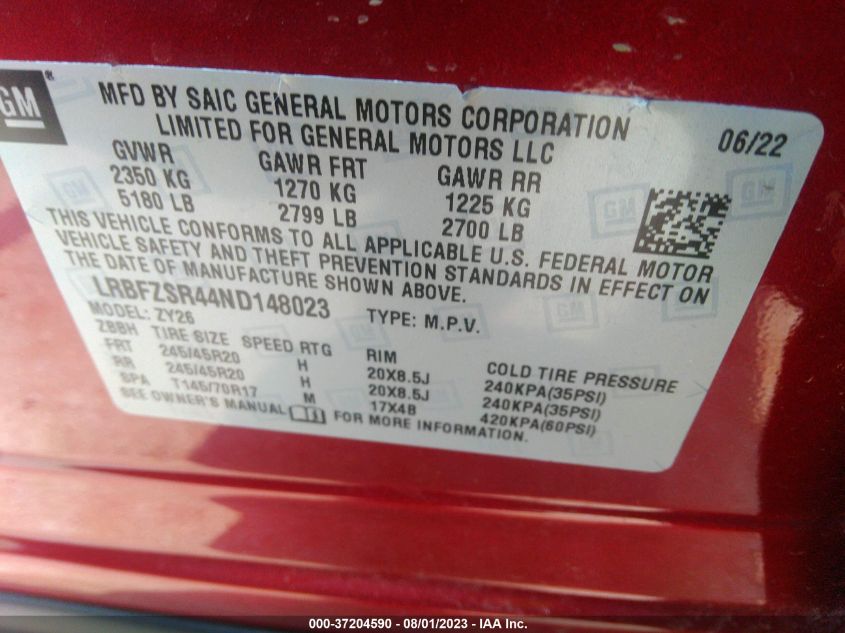 GM
MFD BY SAIC GENERAL MOTORS CORPORATION
LIMITED FOR GENERAL MOTORS LLC
06/22
GVWR GAWR FRT GAWR RR
2350 KG 1270 KG 1225 KG
5180 LB 2799 LB 2700 LB
THIS VEHICLE CONFORMS TO ALL APPLICABLE U.S. FEDERAL MOTOR
VEHICLE SAFETY AND THEFT PREVENTION STANDARDS IN EFFECT ON
THE DATE OF MANUFACTURE SHOWN ABOVE.
LRBFZSR44ND148023 TYPE: M.P.V.
MODEL: ZY26
ZBBH TIRE SIZE SPEED RTG RIM COLD TIRE PRESSURE
FRT 245/45R20 H 20X8.5J 240KPA(35PSI)
RR 245/45R20 H 20X8.5J 240KPA(35PSI)
SPA T145/70R17 M 17X4B 420KPA(60PSI)
SEE OWNER'S MANUAL FOR MORE INFORMATION.
000-37204590 - 08/01/2023 - IAA Inc.